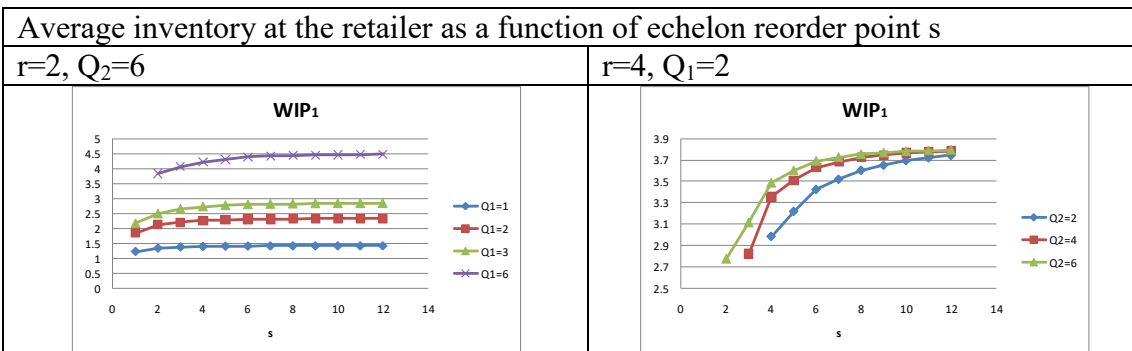 Average inventory at the retailer as a function of echelon reorder point s
r=2, Q₂=6
r=4, Q₁=2
WIP₁
5
4.5
4
3.5
3
2.5
2
1.5
1
0.5
0
0 2 4 6 8 10 12 14
s
Q1=1
Q1=2
Q1=3
Q1=6
WIP₁
3.9
3.7
3.5
3.3
3.1
2.9
2.7
2.5
0 2 4 6 8 10 12 14
s
Q2=2
Q2=4
Q2=6